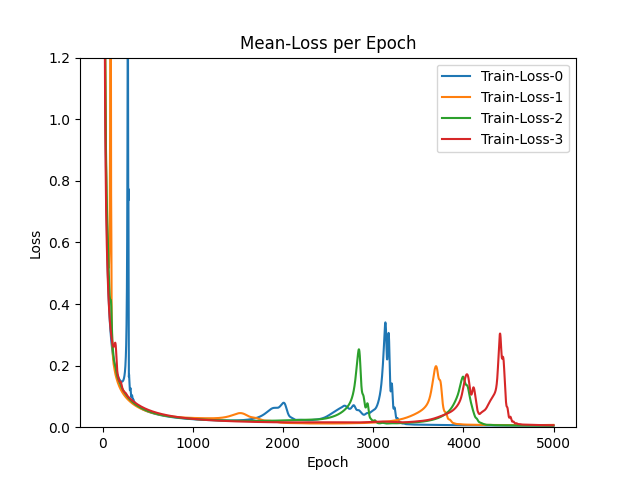 Mean-Loss per Epoch
1.2
1.0
0.8
0.6
0.4
0.2
0.0
Loss
Train-Loss-0
Train-Loss-1
Train-Loss-2
Train-Loss-3
0 1000 2000 3000 4000 5000
Epoch